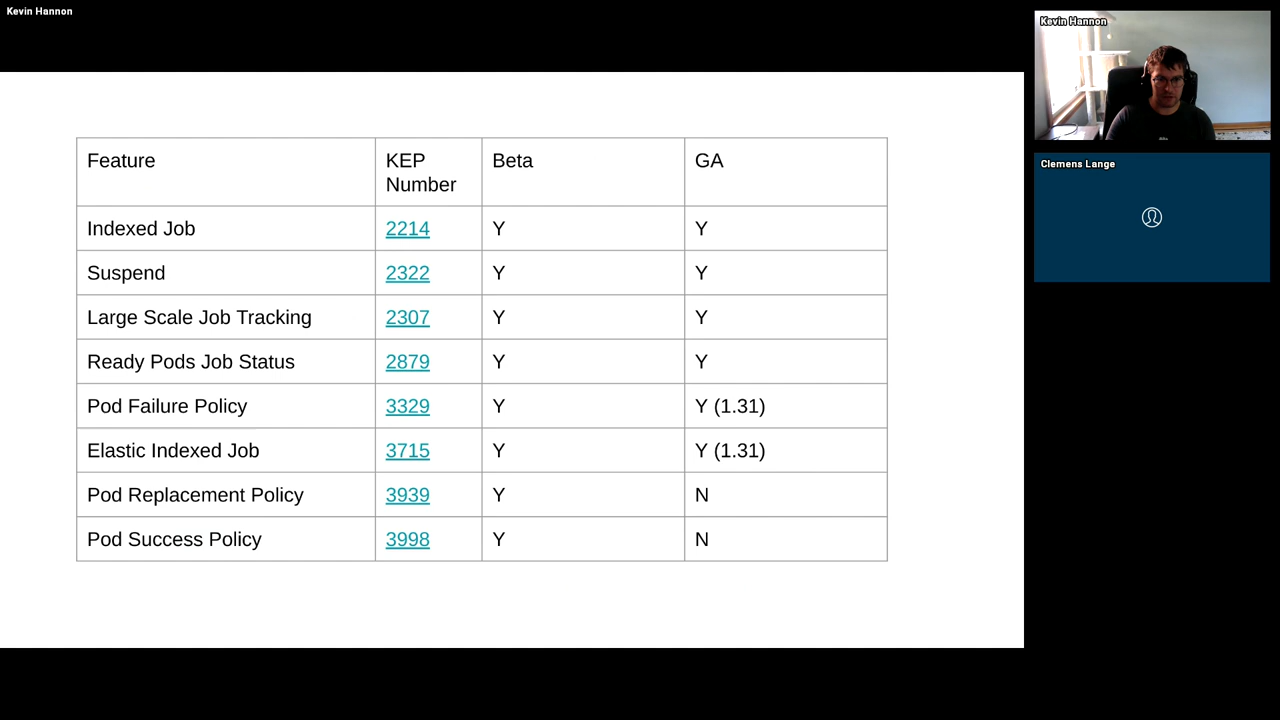 Kevin Hannon
Kevin Hannon
Clemens Lange
Feature
KEP Number
Beta
GA
Indexed Job
2214
Y
Y
Suspend
2322
Y
Y
Large Scale Job Tracking
2307
Y
Y
Ready Pods Job Status
2879
Y
Y
Pod Failure Policy
3329
Y
Y (1.31)
Elastic Indexed Job
3715
Y
Y (1.31)
Pod Replacement Policy
3939
Y
N
Pod Success Policy
3998
Y
N